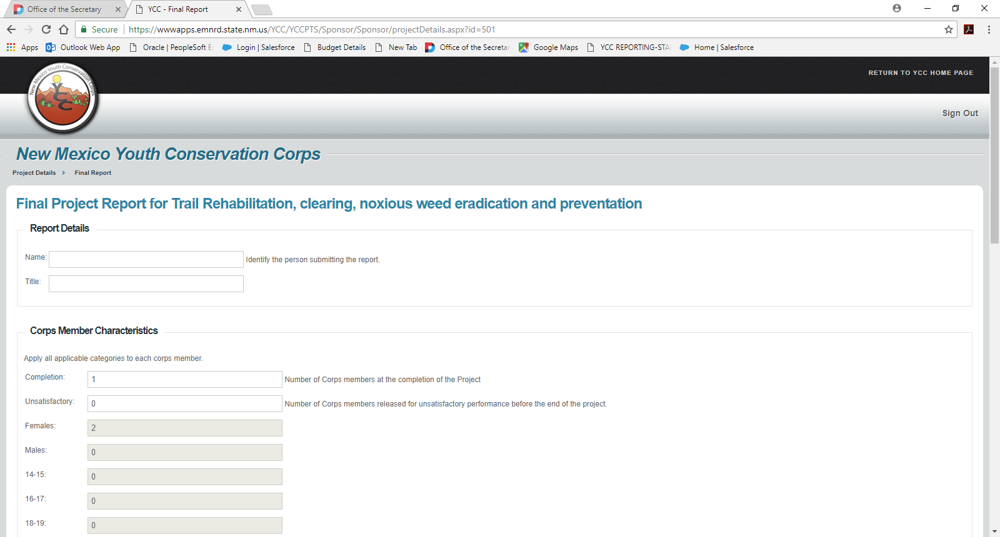 Office of the Secretary
YCC - Final Report
Secure https://wwwapps.emnrd.state.nm.us/YCC/YCCPTS/Sponsor/Sponsor/projectDetails.aspx?id=501
Apps Outlook Web App Oracle | PeopleSoft Login | Salesforce Budget Details New Tab Office of the Secretar Google Maps YCC REPORTING-STA Home | Salesforce
New Mexico Youth Conservation Corps
YCC
RETURN TO YCC HOME PAGE
Sign Out
New Mexico Youth Conservation Corps
Project Details > Final Report
Final Project Report for Trail Rehabilitation, clearing, noxious weed eradication and preventation
Report Details
Name: Identify the person submitting the report.
Title:
Corps Member Characteristics
Apply all applicable categories to each corps member.
Completion: 1 Number of Corps members at the completion of the Project
Unsatisfactory: 0 Number of Corps members released for unsatisfactory performance before the end of the project.
Females: 2
Males: 0
14-15: 0
16-17: 0
18-19: 0